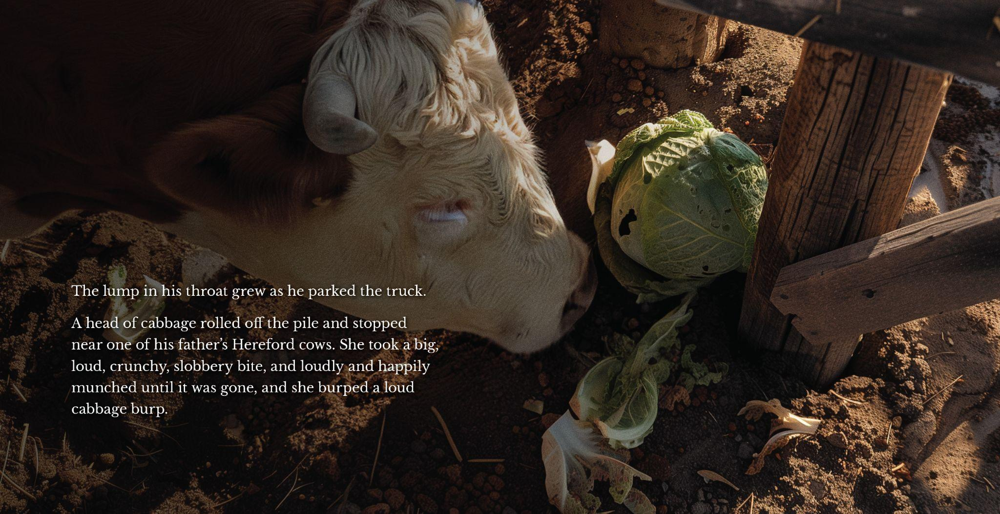 The lump in his throat grew as he parked the truck.
A head of cabbage rolled off the pile and stopped
near one of his father’s Hereford cows. She took a big,
loud, crunchy, slobbery bite, and loudly and happily
munched until it was gone, and she burped a loud
cabbage burp.